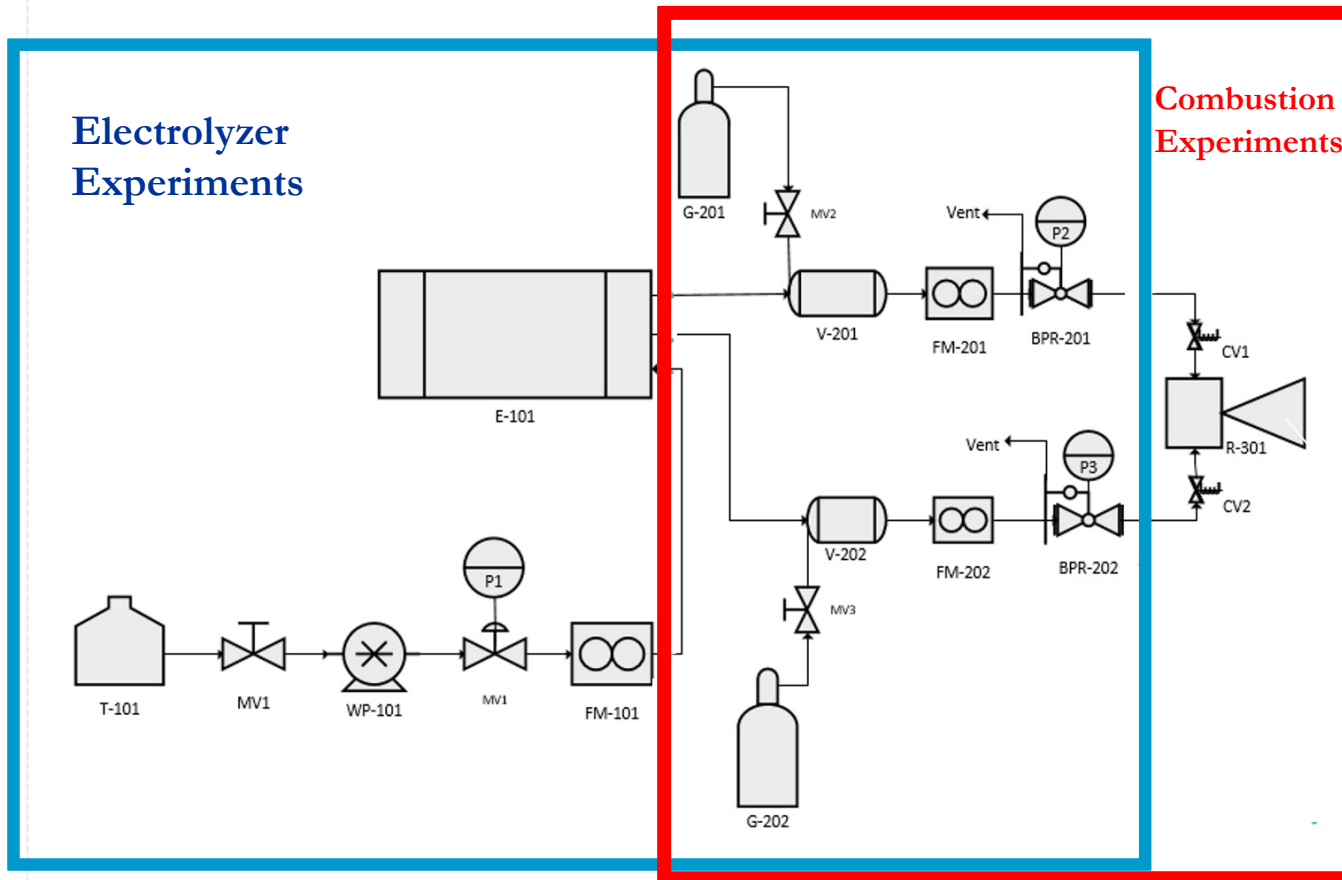 Electrolyzer
Experiments
Combustion
Experiments
G-201
MV2
Vent
P2
V-201
FM-201
BPR-201
CV1
E-101
R-301
Vent
P3
CV2
V-202
FM-202
BPR-202
P1
MV3
T-101
MV1
WP-101
MV1
FM-101
G-202